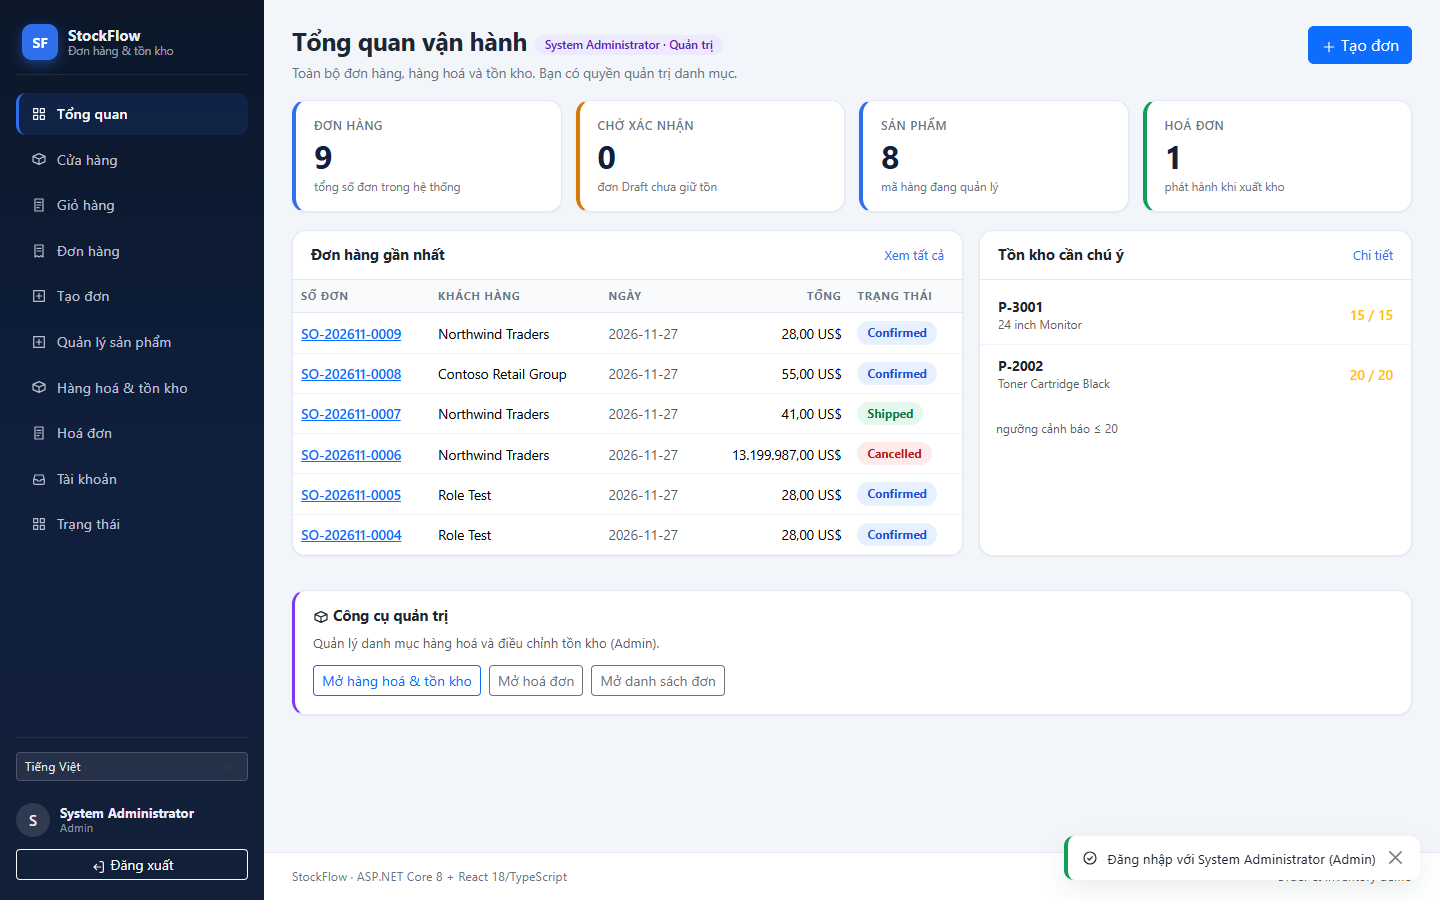 SF
StockFlow
Đơn hàng & tồn kho
Tổng quan
Cửa hàng
Giỏ hàng
Đơn hàng
Tạo đơn
Quản lý sản phẩm
Hàng hoá & tồn kho
Hoá đơn
Tài khoản
Trạng thái
Tiếng Việt
S
System Administrator
Admin
Đăng xuất
Tổng quan vận hành
System Administrator · Quản trị
Toàn bộ đơn hàng, hàng hoá và tồn kho. Bạn có quyền quản trị danh mục.
+ Tạo đơn
ĐƠN HÀNG
9
tổng số đơn trong hệ thống
CHỜ XÁC NHẬN
0
đơn Draft chưa giữ tồn
SẢN PHẨM
8
mã hàng đang quản lý
HOÁ ĐƠN
1
phát hành khi xuất kho
Đơn hàng gần nhất
Xem tất cả
SỐ ĐƠN KHÁCH HÀNG NGÀY TỔNG TRẠNG THÁI
SO-202611-0009 Northwind Traders 2026-11-27 28,00 US$ Confirmed
SO-202611-0008 Contoso Retail Group 2026-11-27 55,00 US$ Confirmed
SO-202611-0007 Northwind Traders 2026-11-27 41,00 US$ Shipped
SO-202611-0006 Northwind Traders 2026-11-27 13.199.987,00 US$ Cancelled
SO-202611-0005 Role Test 2026-11-27 28,00 US$ Confirmed
SO-202611-0004 Role Test 2026-11-27 28,00 US$ Confirmed
Tồn kho cần chú ý
Chi tiết
P-3001
24 inch Monitor
15 / 15
P-2002
Toner Cartridge Black
20 / 20
ngưỡng cảnh báo ≤ 20
Công cụ quản trị
Quản lý danh mục hàng hoá và điều chỉnh tồn kho (Admin).
Mở hàng hoá & tồn kho
Mở hoá đơn
Mở danh sách đơn
StockFlow · ASP.NET Core 8 + React 18/TypeScript
Đăng nhập với System Administrator (Admin)